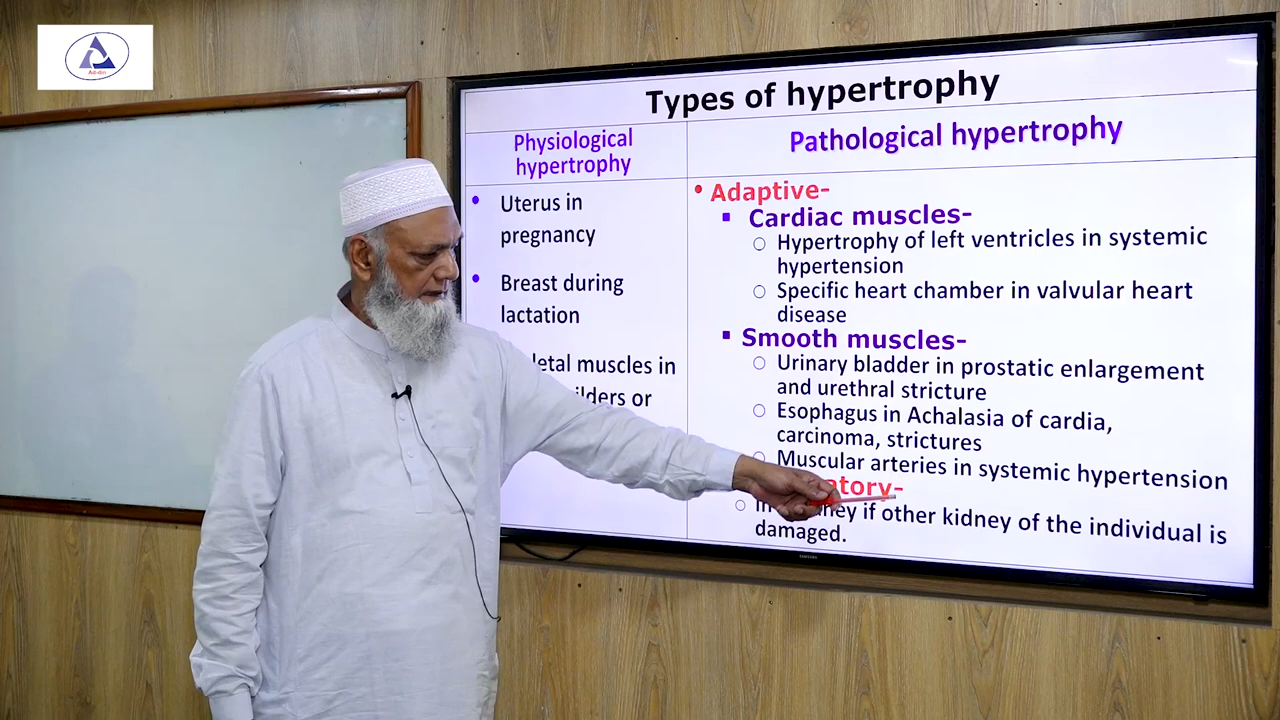 Ad-din
Types of hypertrophy
Physiological
hypertrophy
• Uterus in
pregnancy
• Breast during
lactation
muscles in
or
Pathological hypertrophy
• Adaptive-
▪ Cardiac muscles-
○ Hypertrophy of left ventricles in systemic
hypertension
○ Specific heart chamber in valvular heart
disease
▪ Smooth muscles-
○ Urinary bladder in prostatic enlargement
and urethral stricture
○ Esophagus in Achalasia of cardia,
carcinoma, strictures
○ Muscular arteries in systemic hypertension
○ if other kidney of the individual is
damaged.
SAMSUNG